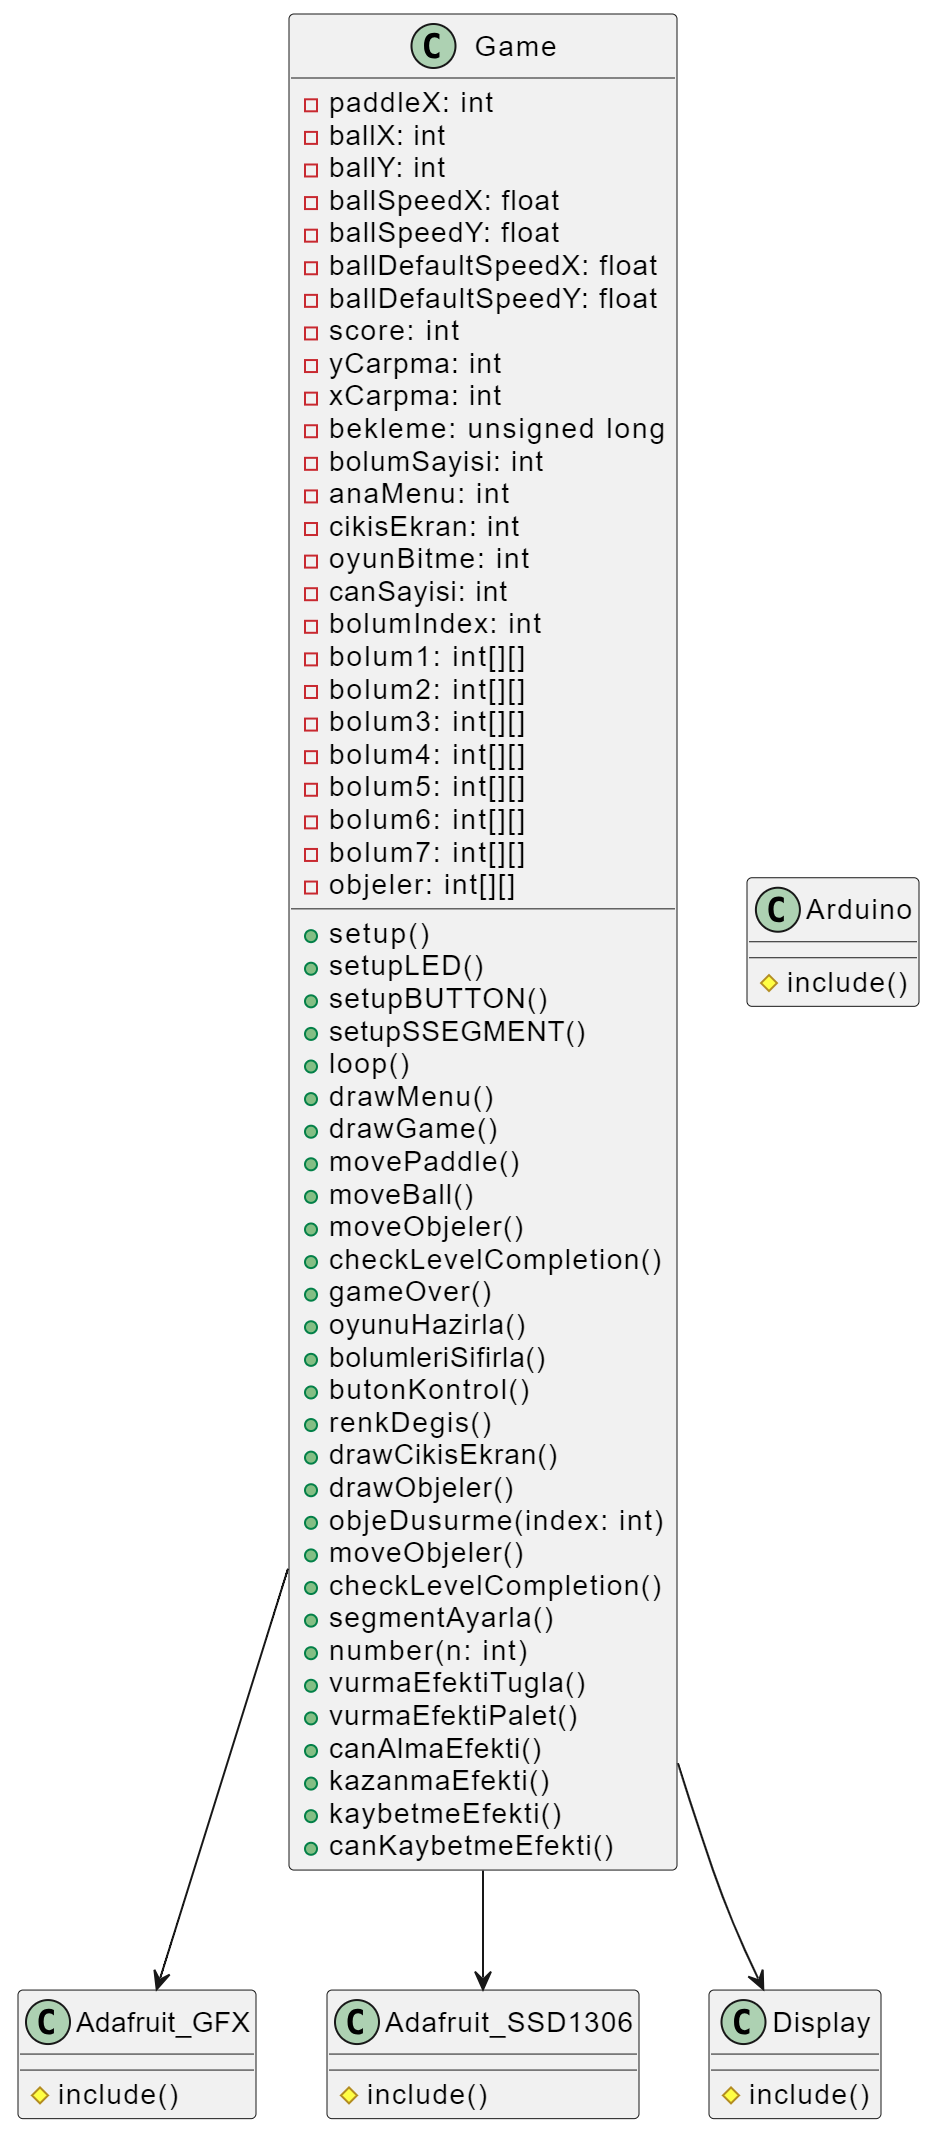 C Game
paddleX: int
ballX: int
ballY: int
ballSpeedX: float
ballSpeedY: float
ballDefaultSpeedX: float
ballDefaultSpeedY: float
score: int
yCarpma: int
xCarpma: int
bekleme: unsigned long
bolumSayisi: int
anaMenu: int
cikisEkran: int
oyunBitme: int
canSayisi: int
bolumIndex: int
bolum1: int[][]
bolum2: int[][]
bolum3: int[][]
bolum4: int[][]
bolum5: int[][]
bolum6: int[][]
bolum7: int[][]
objeler: int[][]
setup()
setupLED()
setupBUTTON()
setupSSEGMENT()
loop()
drawMenu()
drawGame()
movePaddle()
moveBall()
moveObjeler()
checkLevelCompletion()
gameOver()
oyunuHazirla()
bolumleriSifirla()
butonKontrol()
renkDegis()
drawCikisEkran()
drawObjeler()
objeDusurme(index: int)
moveObjeler()
checkLevelCompletion()
segmentAyarla()
number(n: int)
vurmaEfektiTugla()
vurmaEfektiPalet()
canAlmaEfekti()
kazanmaEfekti()
kaybetmeEfekti()
canKaybetmeEfekti()
C Arduino
include()
C Adafruit_GFX
include()
C Adafruit_SSD1306
include()
C Display
include()